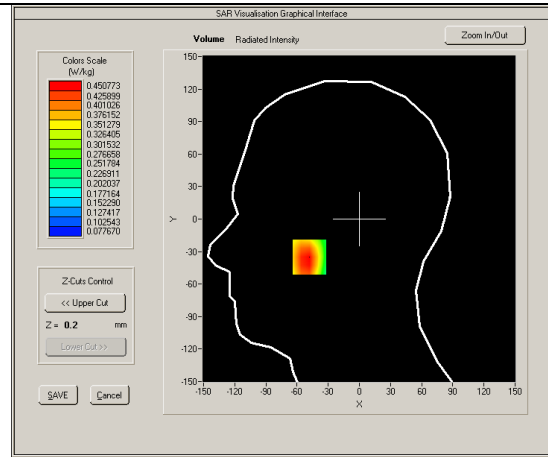 SAR Visualisation Graphical Interface
Volume Radiated Intensity
Zoom In/Out
Colors Scale
(W/kg)
0.450773
0.425899
0.401026
0.376152
0.351279
0.326405
0.301532
0.276658
0.251784
0.226911
0.202037
0.177164
0.152290
0.127417
0.102543
0.077670
Z-Cuts Control
<< Upper Cut
Z = 0.2 mm
Lower Cut >>
SAVE Cancel
150
120
90
60
30
0
-30
-60
-90
-120
-150
Y
-150 -120 -90 -60 -30 0 30 60 90 120 150
X